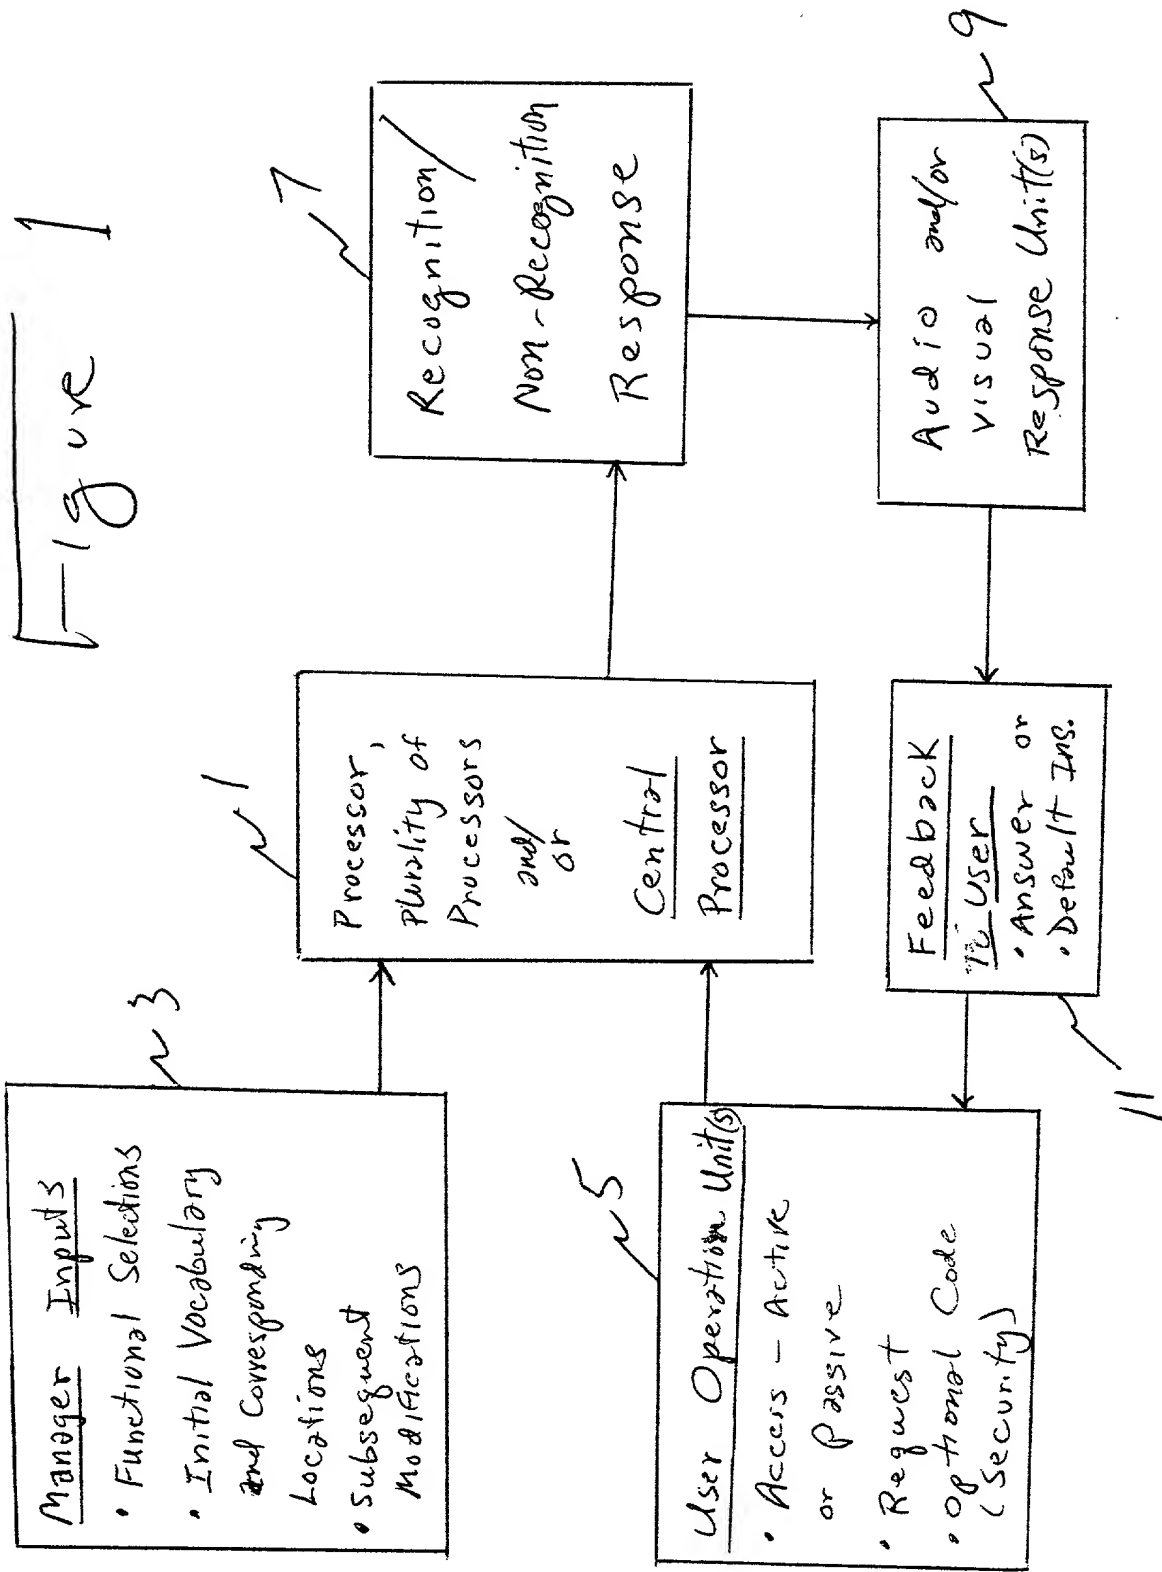 Figure 1
3
Manager Inputs
• Functional Selections
• Initial Vocabulary
and Corresponding
Locations
• Subsequent
Modifications
1
Processor,
Plurality of
Processors
and/
or
Central
Processor
7
Recognition/
Non-Recognition
Response
5
User Operation Unit(s)
• Access - Active
or Passive
• Request
• Optional Code
(Security)
Feedback
To User
• Answer or
• Default Ins.
11
9
Audio and/or
visual
Response Unit(s)